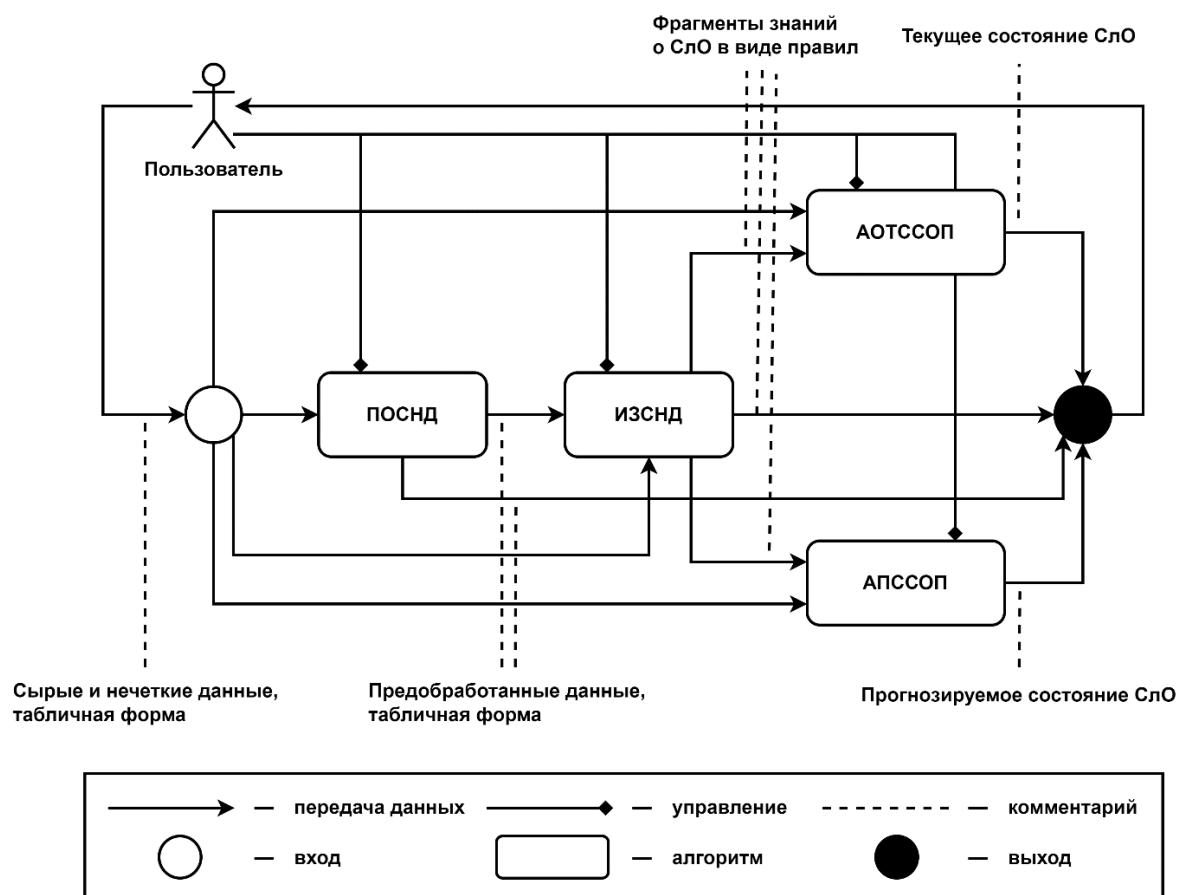 Фрагменты знаний
о СлО в виде правил
Текущее состояние СлО
Пользователь
АОТССОП
ПОСНД
ИЗСНД
АПССОП
Сырые и нечеткие данные,
табличная форма
Предобработанные данные,
табличная форма
Прогнозируемое состояние СлО
— передача данных
— управление
— комментарий
— вход
— алгоритм
— выход